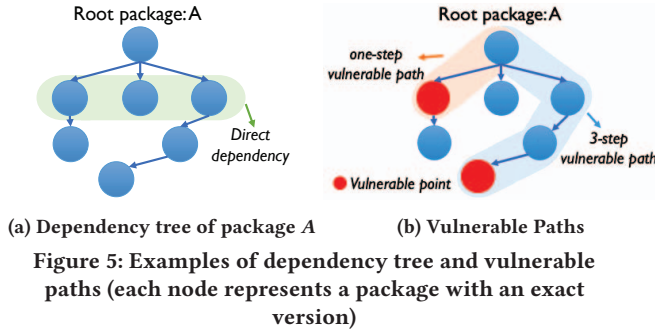 Root package: A
Direct
dependency
(a) Dependency tree of package A
Root package: A
one-step
vulnerable path
3-step
vulnerable path
Vulnerable point
(b) Vulnerable Paths
Figure 5: Examples of dependency tree and vulnerable
paths (each node represents a package with an exact
version)